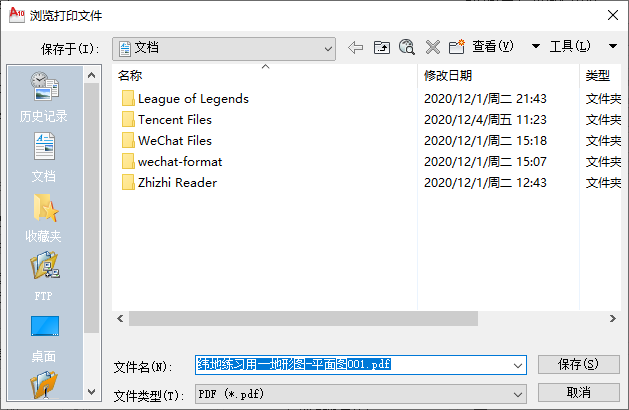 浏览打印文件
保存于(I):
文档
查看(V)
工具(L)
名称
修改日期
类型
League of Legends
2020/12/1/周二 21:43
文件夹
Tencent Files
2020/12/4/周五 11:23
文件夹
WeChat Files
2020/12/1/周二 15:18
文件夹
wechat-format
2020/12/1/周二 15:07
文件夹
Zhizhi Reader
2020/12/1/周二 12:43
文件夹
历史记录
文档
收藏夹
FTP
桌面
文件名(N):
纬地练习用—地形图-平面图001.pdf
保存(S)
文件类型(T):
PDF (*.pdf)
取消